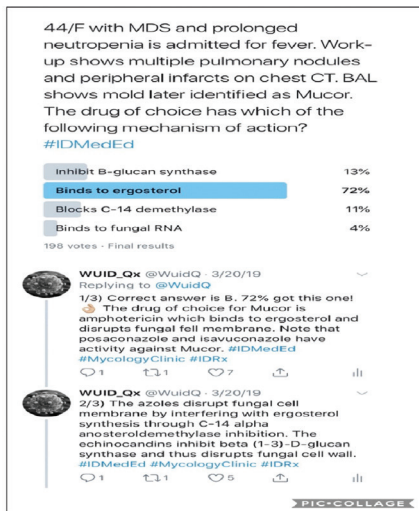 44/F with MDS and prolonged
neutropenia is admitted for fever. Work-
up shows multiple pulmonary nodules
and peripheral infarcts on chest CT. BAL
shows mold later identified as Mucor.
The drug of choice has which of the
following mechanism of action?
#IDMedEd
Inhibit B-glucan synthase 13%
Binds to ergosterol 72%
Blocks C-14 demethylase 11%
Binds to fungal RNA 4%
198 votes · Final results
WUID_Qx @WuidQ · 3/20/19
Replying to @WuidQ
1/3) Correct answer is B. 72% got this one!
👌 The drug of choice for Mucor is
amphotericin which binds to ergosterol and
disrupts fungal fell membrane. Note that
posaconazole and isavuconazole have
activity against Mucor. #IDMedEd
#MycologyClinic #IDRx
1 1 7
WUID_Qx @WuidQ · 3/20/19
2/3) The azoles disrupt fungal cell
membrane by interfering with ergosterol
synthesis through C-14 alpha
anosteroldemethylase inhibition. The
echinocandins inhibit beta (1-3)-D-glucan
synthase and thus disrupts fungal cell wall.
#IDMedEd #MycologyClinic #IDRx
1 1 5
PIC•COLLAGE